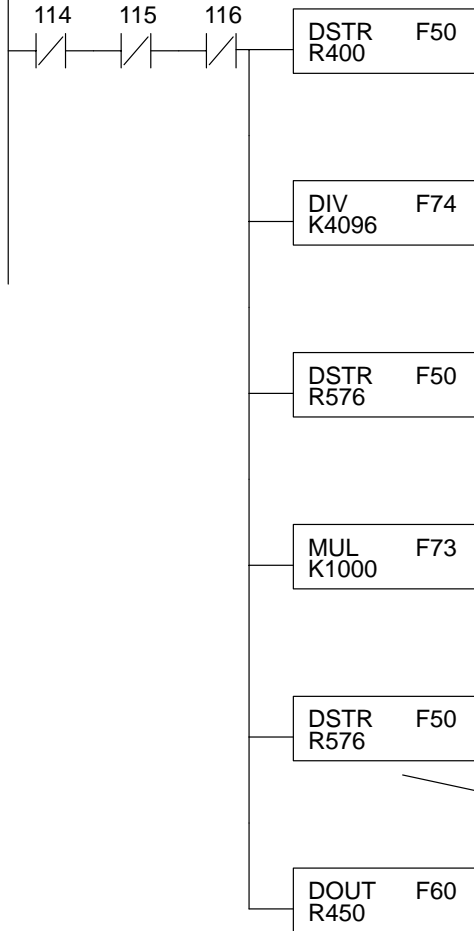 114 115 116
DSTR F50
R400
DIV F74
K4096
DSTR F50
R576
MUL F73
K1000
DSTR F50
R576
DOUT F60
R450